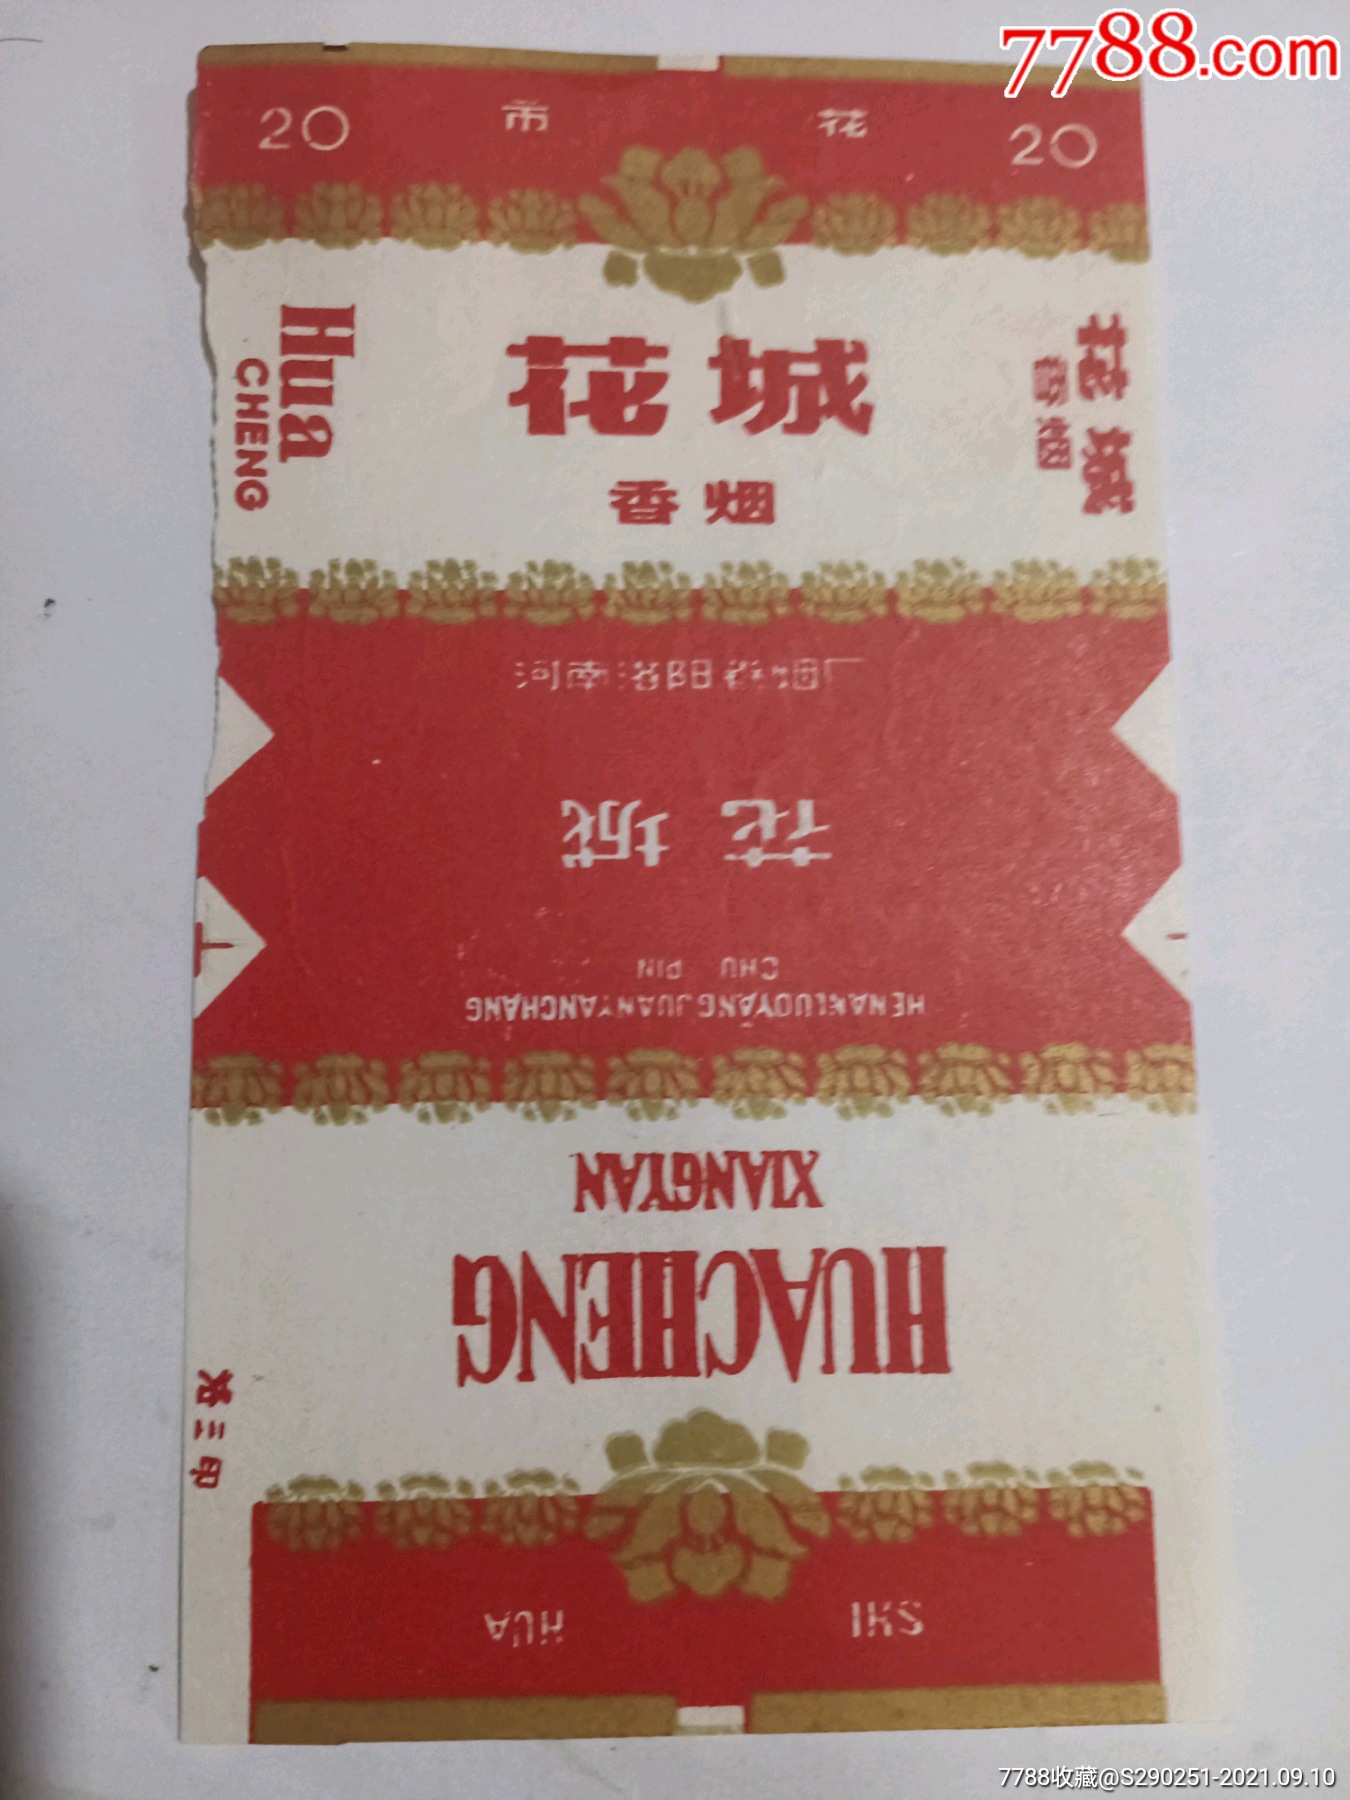 7788.com
20 市 花 20
Hua
CHENG
花城
香烟
花城
香烟
河南洛阳卷烟厂
花城
CHU PIN
HENANLUOYANGJUANYANCHANG
XIANGYAN
HUACHENG
洛三印
SHI HUA
7788收藏@S290251-2021.09.10